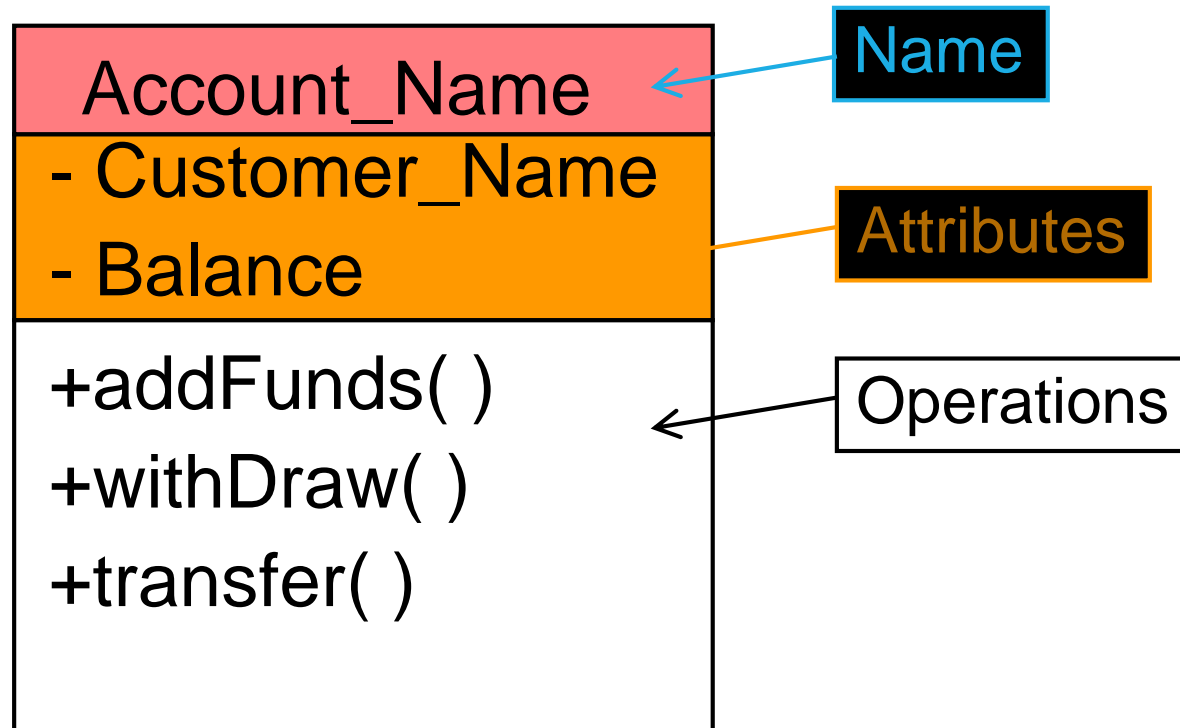 Account_Name
Name
- Customer_Name
- Balance
Attributes
+addFunds( )
+withDraw( )
+transfer( )
Operations